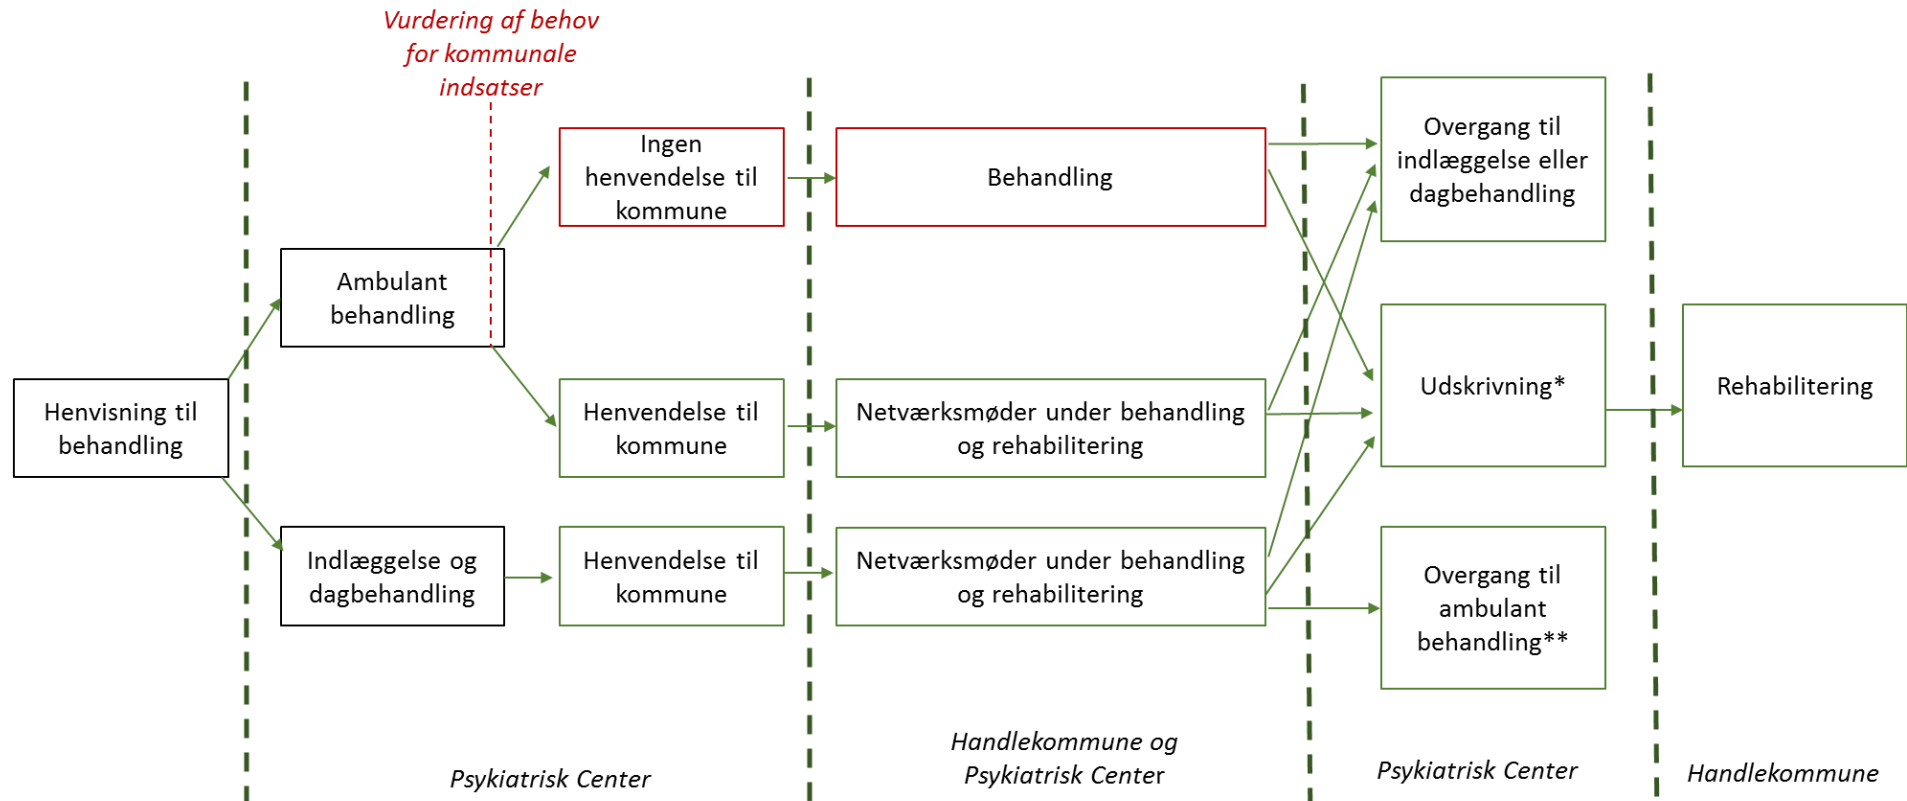 Vurdering af behov
for kommunale
indsatser
Henvisning til
behandling
Ambulant
behandling
Indlæggelse og
dagbehandling
Ingen
henvendelse til
kommune
Henvendelse til
kommune
Henvendelse til
kommune
Behandling
Netværksmøder under behandling
og rehabilitering
Netværksmøder under behandling
og rehabilitering
Overgang til
indlæggelse eller
dagbehandling
Udskrivning*
Overgang til
ambulant
behandling**
Rehabilitering
Psykiatrisk Center
Handlekommune og
Psykiatrisk Center
Psykiatrisk Center
Handlekommune